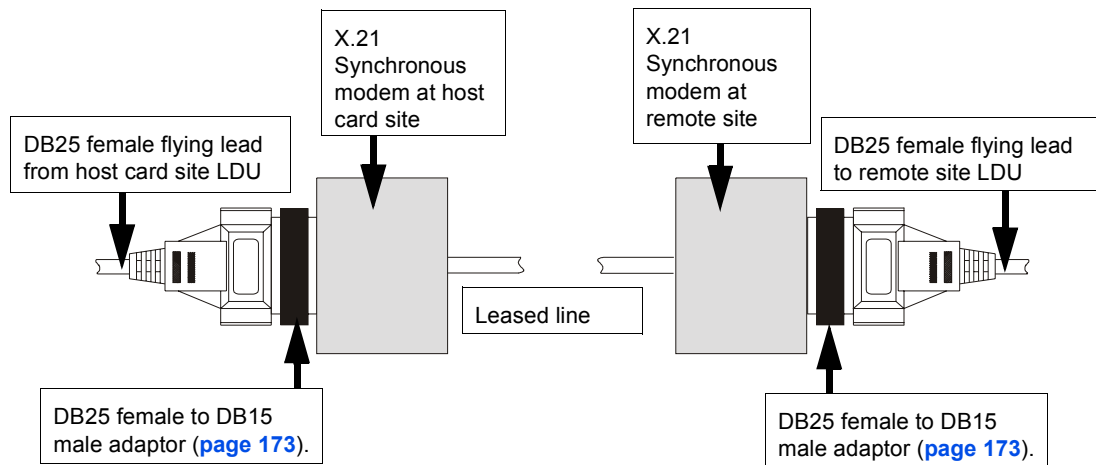 X.21
Synchronous
modem at host
card site
X.21
Synchronous
modem at
remote site
DB25 female flying lead
from host card site LDU
DB25 female flying lead
to remote site LDU
Leased line
DB25 female to DB15
male adaptor (page 173).
DB25 female to DB15
male adaptor (page 173).